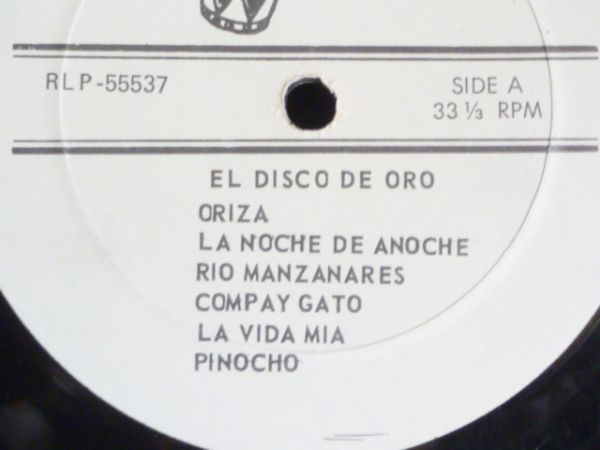 RLP-55537
SIDE A
33 ⅓ RPM
EL DISCO DE ORO
ORIZA
LA NOCHE DE ANOCHE
RIO MANZANARES
COMPAY GATO
LA VIDA MIA
PINOCHO